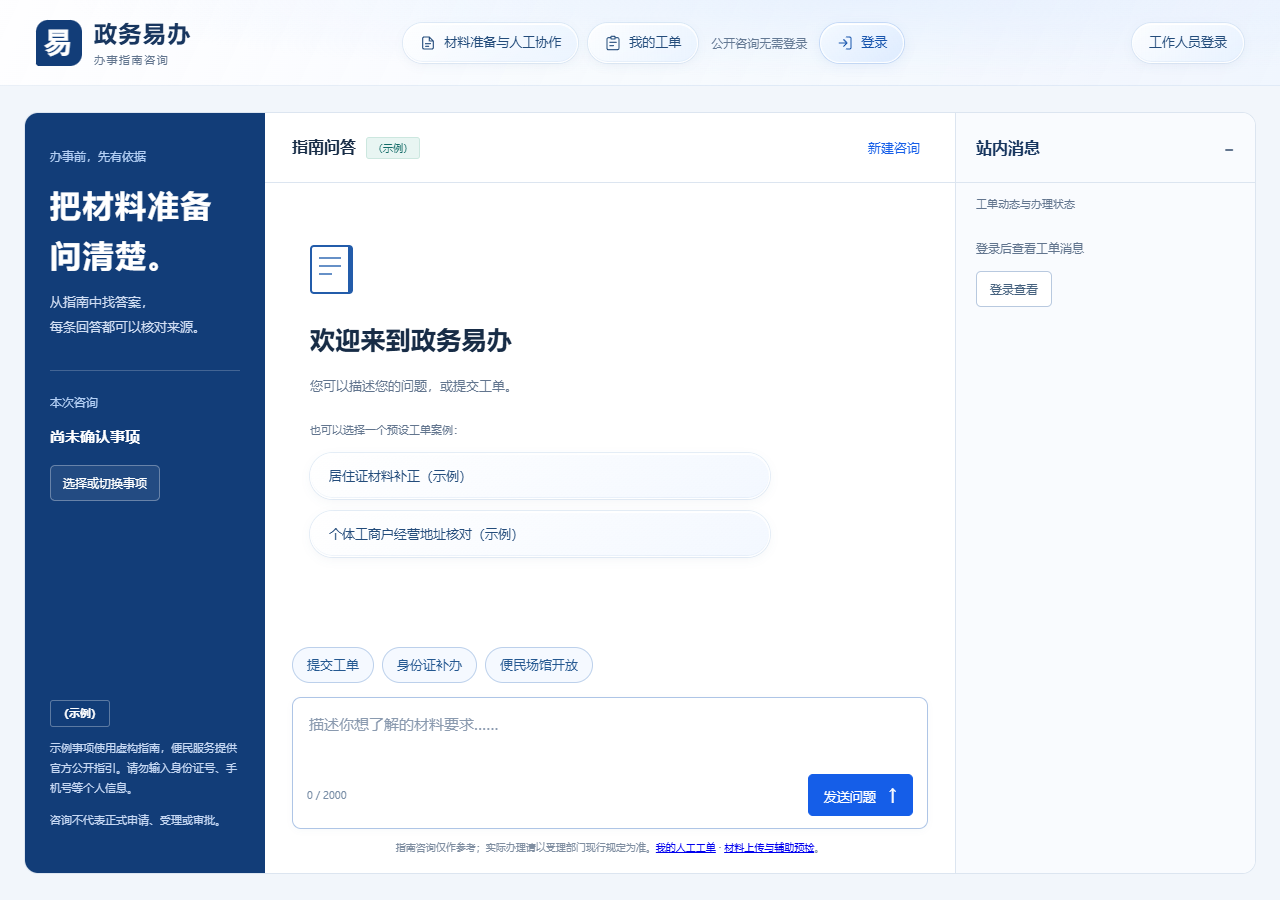 易
政务易办
办事指南咨询
材料准备与人工协作
我的工单
公开咨询无需登录
登录
工作人员登录
办事前，先有依据
把材料准备
问清楚。
从指南中找答案，
每条回答都可以核对来源。
本次咨询
尚未确认事项
选择或切换事项
（示例）
示例事项使用虚构指南，便民服务提供
官方公开指引。请勿输入身份证号、手
机号等个人信息。
咨询不代表正式申请、受理或审批。
指南问答
（示例）
新建咨询
欢迎来到政务易办
您可以描述您的问题，或提交工单。
也可以选择一个预设工单案例：
居住证材料补正（示例）
个体工商户经营地址核对（示例）
提交工单
身份证补办
便民场馆开放
描述你想了解的材料要求……
0 / 2000
发送问题 ↑
指南咨询仅作参考；实际办理请以受理部门现行规定为准。我的人工工单 · 材料上传与辅助预检。
站内消息
−
工单动态与办理状态
登录后查看工单消息
登录查看